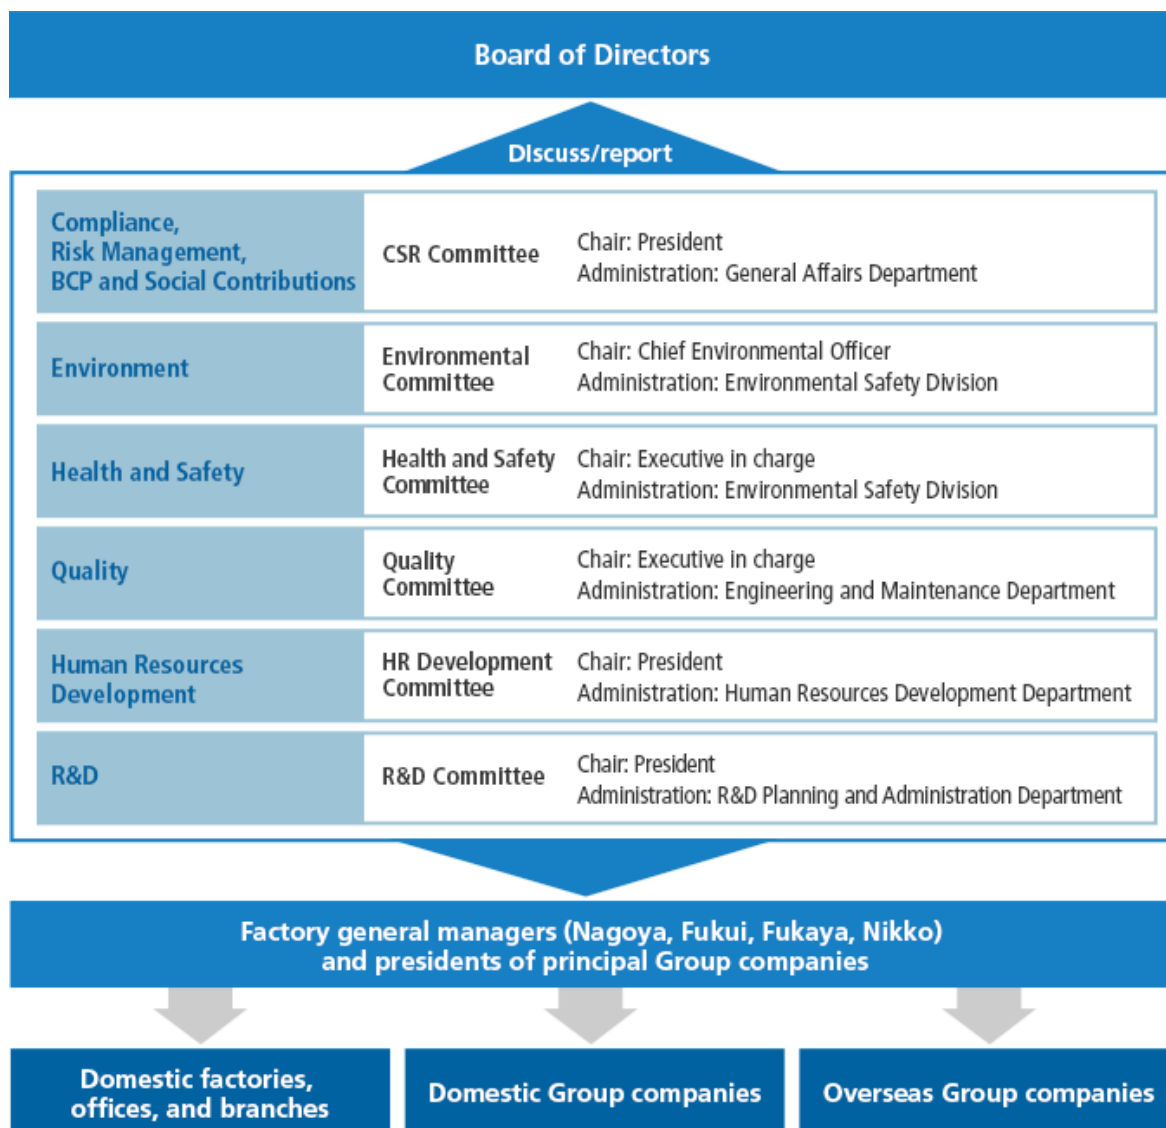 Board of Directors
Discuss/report
Compliance,
Risk Management,
BCP and Social Contributions
CSR Committee
Chair: President
Administration: General Affairs Department
Environment
Environmental
Committee
Chair: Chief Environmental Officer
Administration: Environmental Safety Division
Health and Safety
Health and Safety
Committee
Chair: Executive in charge
Administration: Environmental Safety Division
Quality
Quality
Committee
Chair: Executive in charge
Administration: Engineering and Maintenance Department
Human Resources
Development
HR Development
Committee
Chair: President
Administration: Human Resources Development Department
R&D
R&D Committee
Chair: President
Administration: R&D Planning and Administration Department
Factory general managers (Nagoya, Fukui, Fukaya, Nikko)
and presidents of principal Group companies
Domestic factories,
offices, and branches
Domestic Group companies
Overseas Group companies